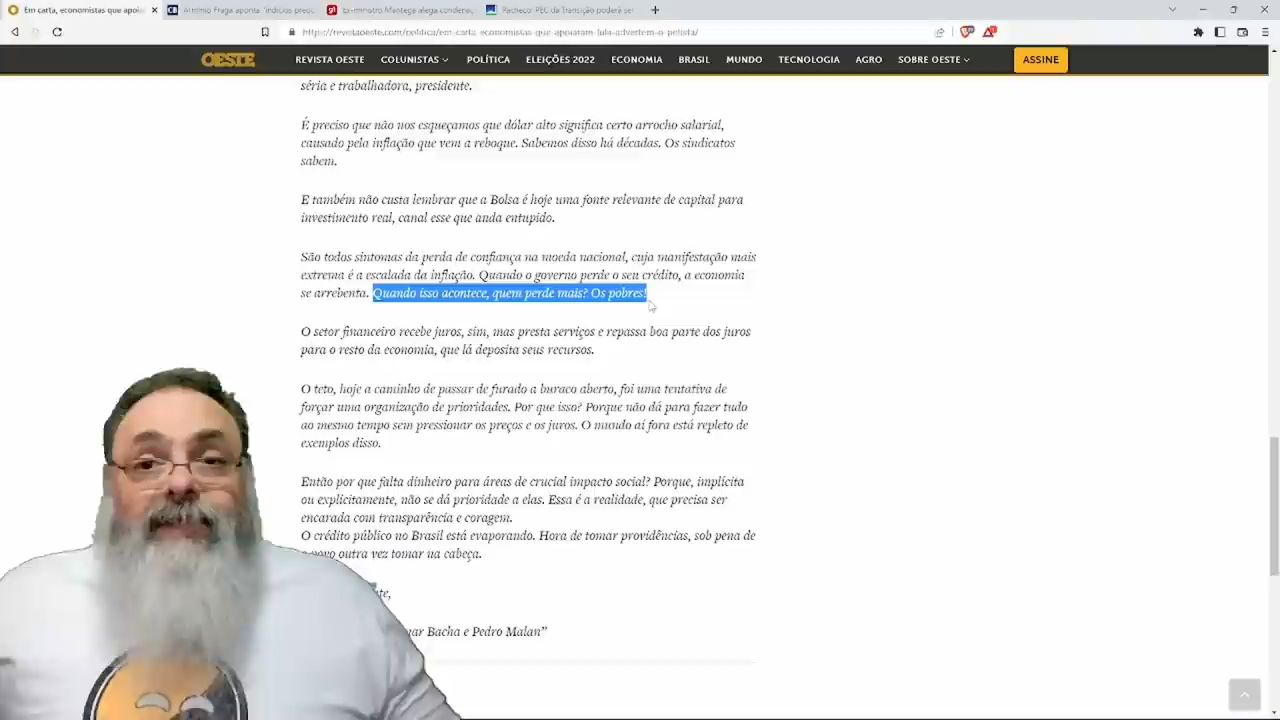 Em carta, economistas que apoia
Armínio Fraga aponta "indícios preoc
Ex-ministro Mantega alega condenaç
Pacheco: PEC da Transição poderá ser
https://revistaoeste.com/politica/em-carta-economistas-que-apoiaram-lula-advertem-o-petista/
OESTE
REVISTA OESTE COLUNISTAS POLÍTICA ELEIÇÕES 2022 ECONOMIA BRASIL MUNDO TECNOLOGIA AGRO SOBRE OESTE ASSINE
séria e trabalhadora, presidente.
É preciso que não nos esqueçamos que dólar alto significa certo arrocho salarial,
causado pela inflação que vem a reboque. Sabemos disso há décadas. Os sindicatos
sabem.
E também não custa lembrar que a Bolsa é hoje uma fonte relevante de capital para
investimento real, canal esse que anda entupido.
São todos sintomas da perda de confiança na moeda nacional, cuja manifestação mais
extrema é a escalada da inflação. Quando o governo perde o seu crédito, a economia
se arrebenta. Quando isso acontece, quem perde mais? Os pobres!
O setor financeiro recebe juros, sim, mas presta serviços e repassa boa parte dos juros
para o resto da economia, que lá deposita seus recursos.
O teto, hoje a caminho de passar de furado a buraco aberto, foi uma tentativa de
forçar uma organização de prioridades. Por que isso? Porque não dá para fazer tudo
ao mesmo tempo sem pressionar os preços e os juros. O mundo aí fora está repleto de
exemplos disso.
Então por que falta dinheiro para áreas de crucial impacto social? Porque, implícita
ou explicitamente, não se dá prioridade a elas. Essa é a realidade, que precisa ser
encarada com transparência e coragem.
O crédito público no Brasil está evaporando. Hora de tomar providências, sob pena de
o povo outra vez tomar na cabeça.
te,
mar Bacha e Pedro Malan”